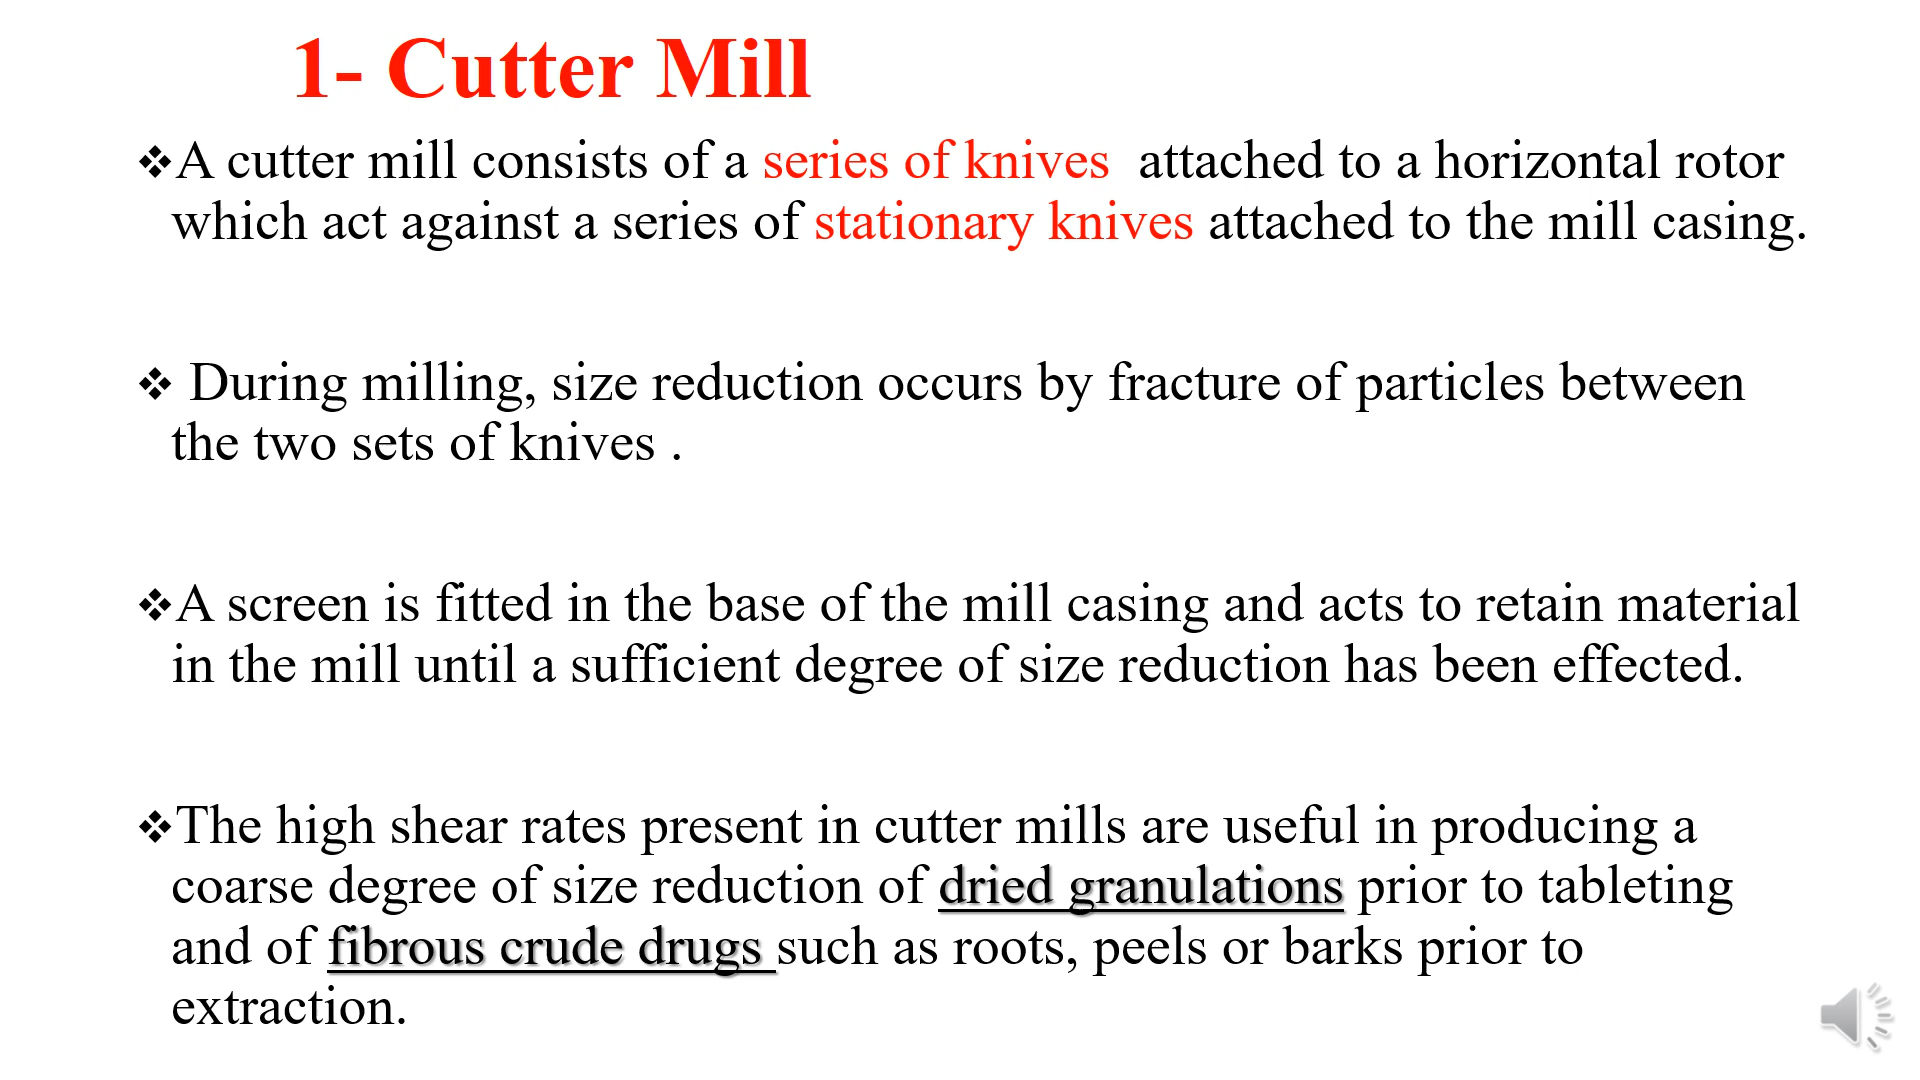 1- Cutter Mill
❖A cutter mill consists of a series of knives  attached to a horizontal rotor
which act against a series of stationary knives attached to the mill casing.
❖ During milling, size reduction occurs by fracture of particles between
the two sets of knives .
❖A screen is fitted in the base of the mill casing and acts to retain material
in the mill until a sufficient degree of size reduction has been effected.
❖The high shear rates present in cutter mills are useful in producing a
coarse degree of size reduction of dried granulations prior to tableting
and of fibrous crude drugs such as roots, peels or barks prior to
extraction.